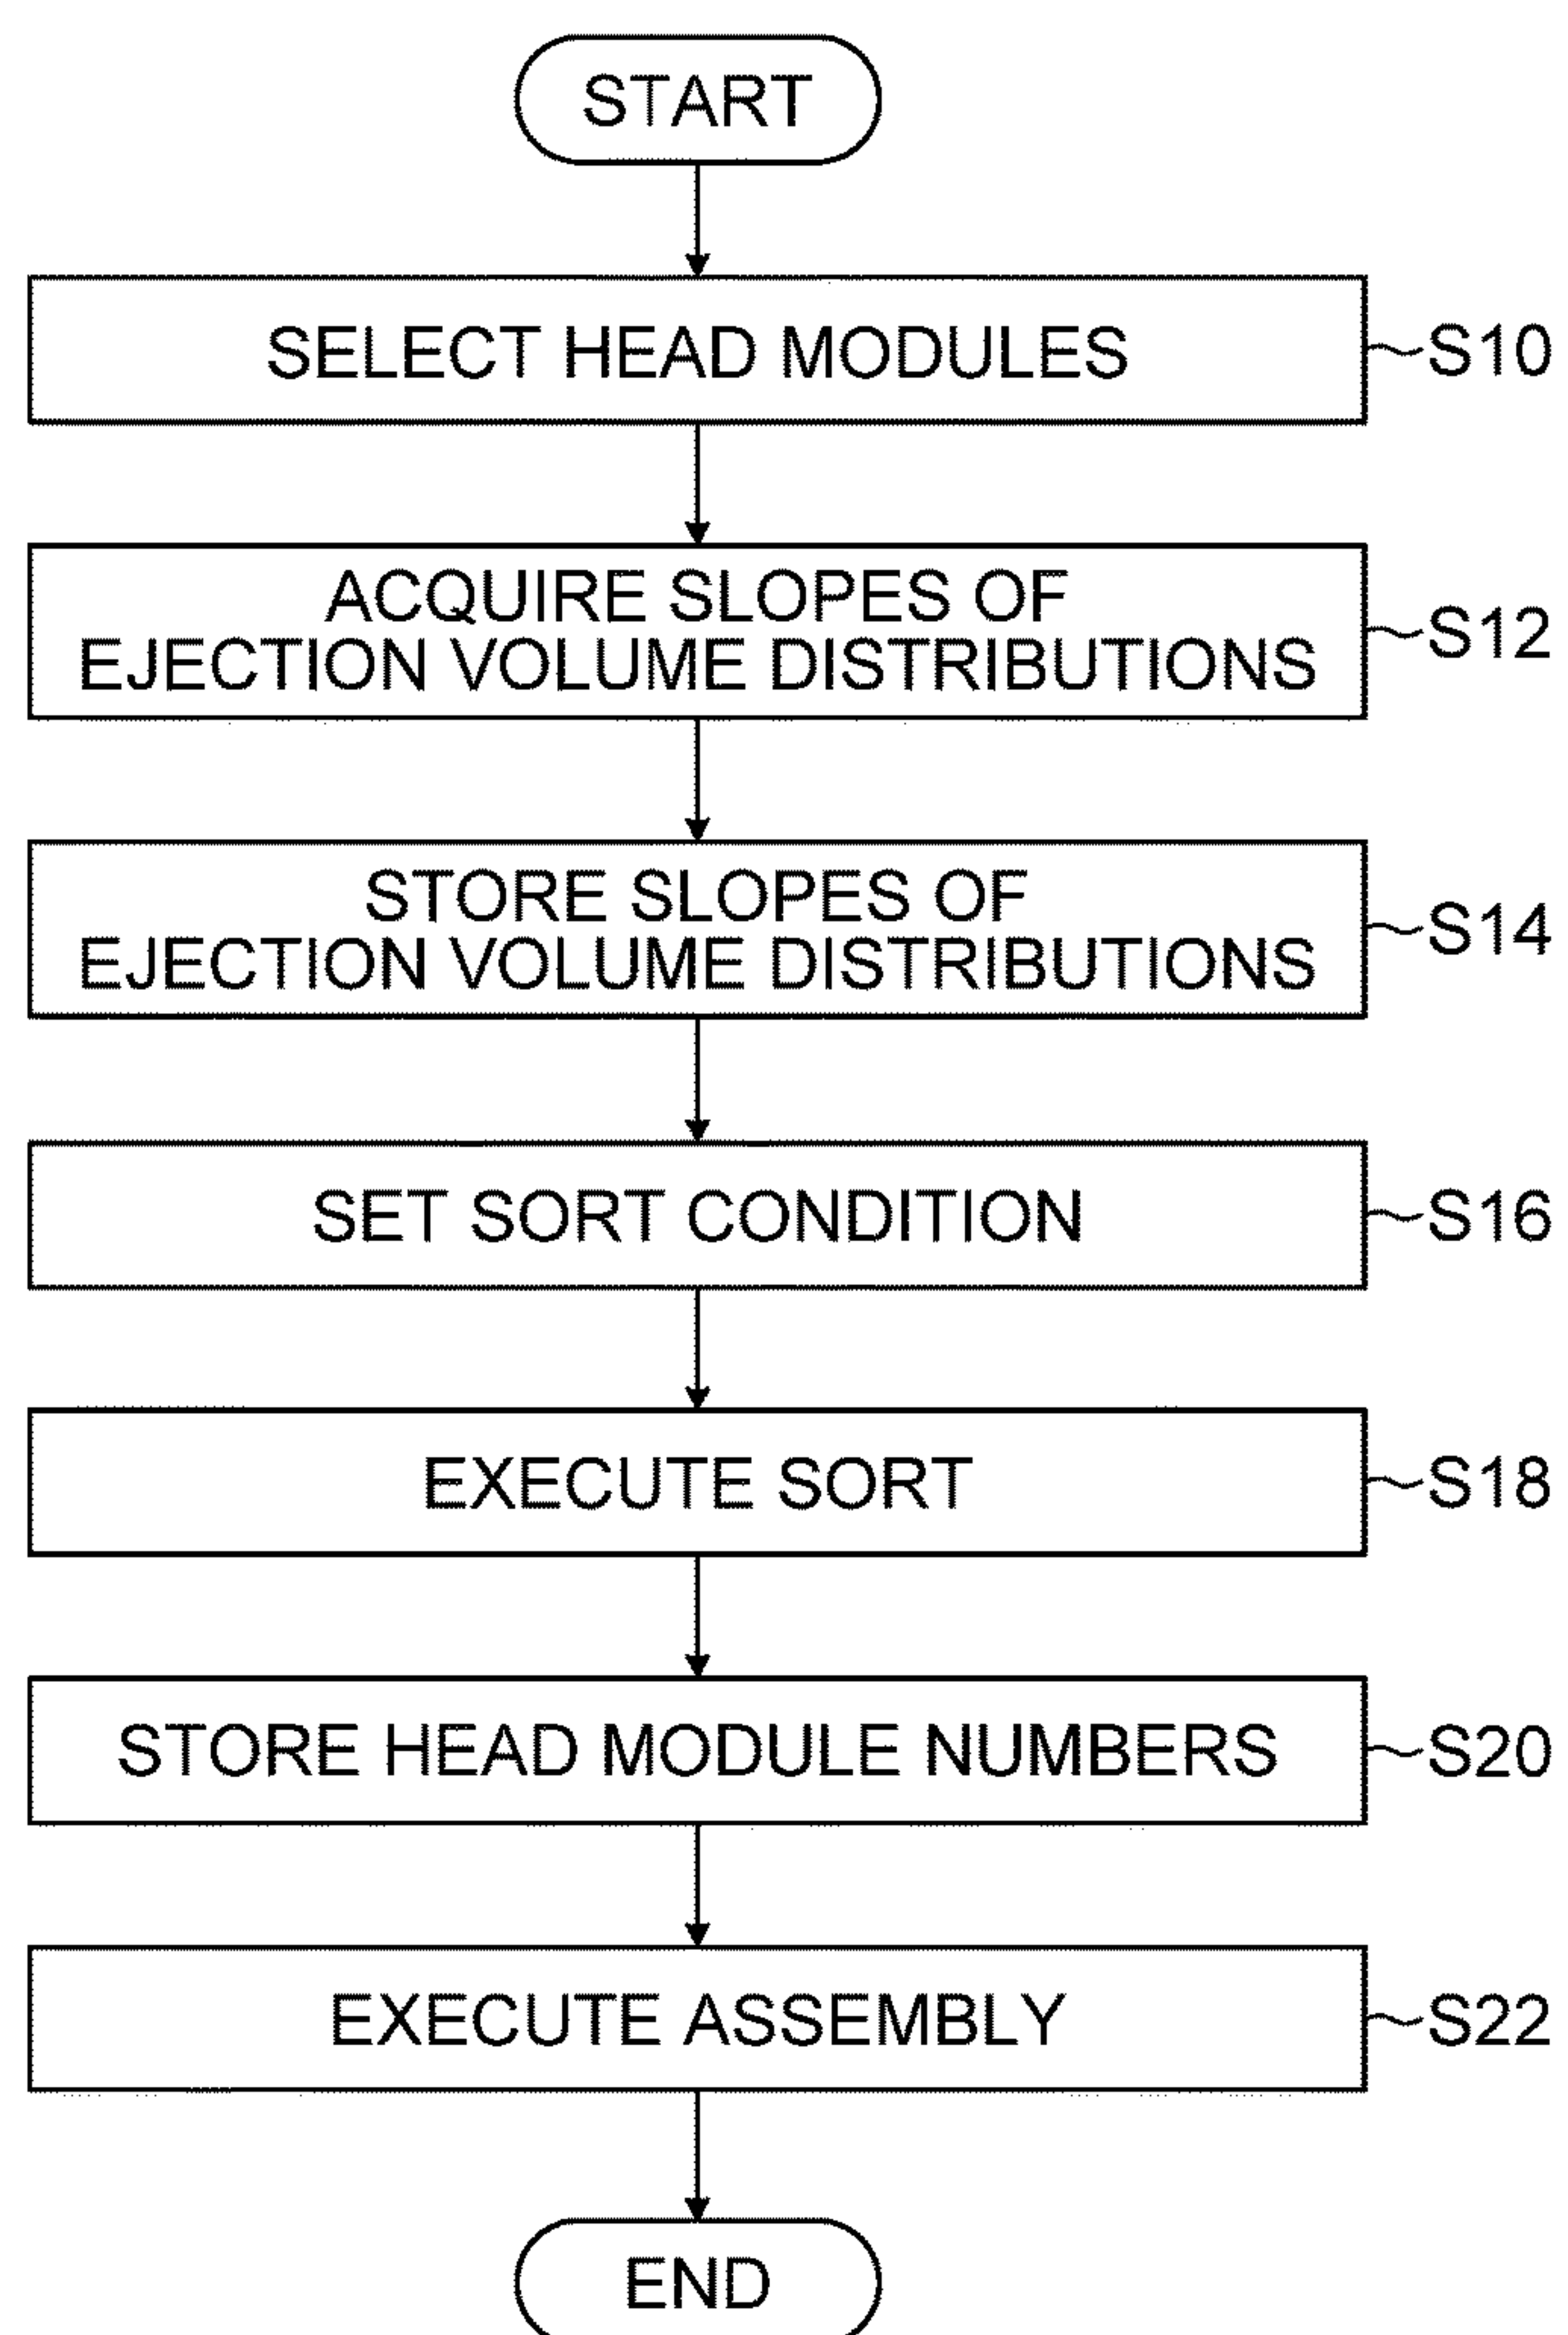 START
SELECT HEAD MODULES
S10
ACQUIRE SLOPES OF
EJECTION VOLUME DISTRIBUTIONS
S12
STORE SLOPES OF
EJECTION VOLUME DISTRIBUTIONS
S14
SET SORT CONDITION
S16
EXECUTE SORT
S18
STORE HEAD MODULE NUMBERS
S20
EXECUTE ASSEMBLY
S22
END